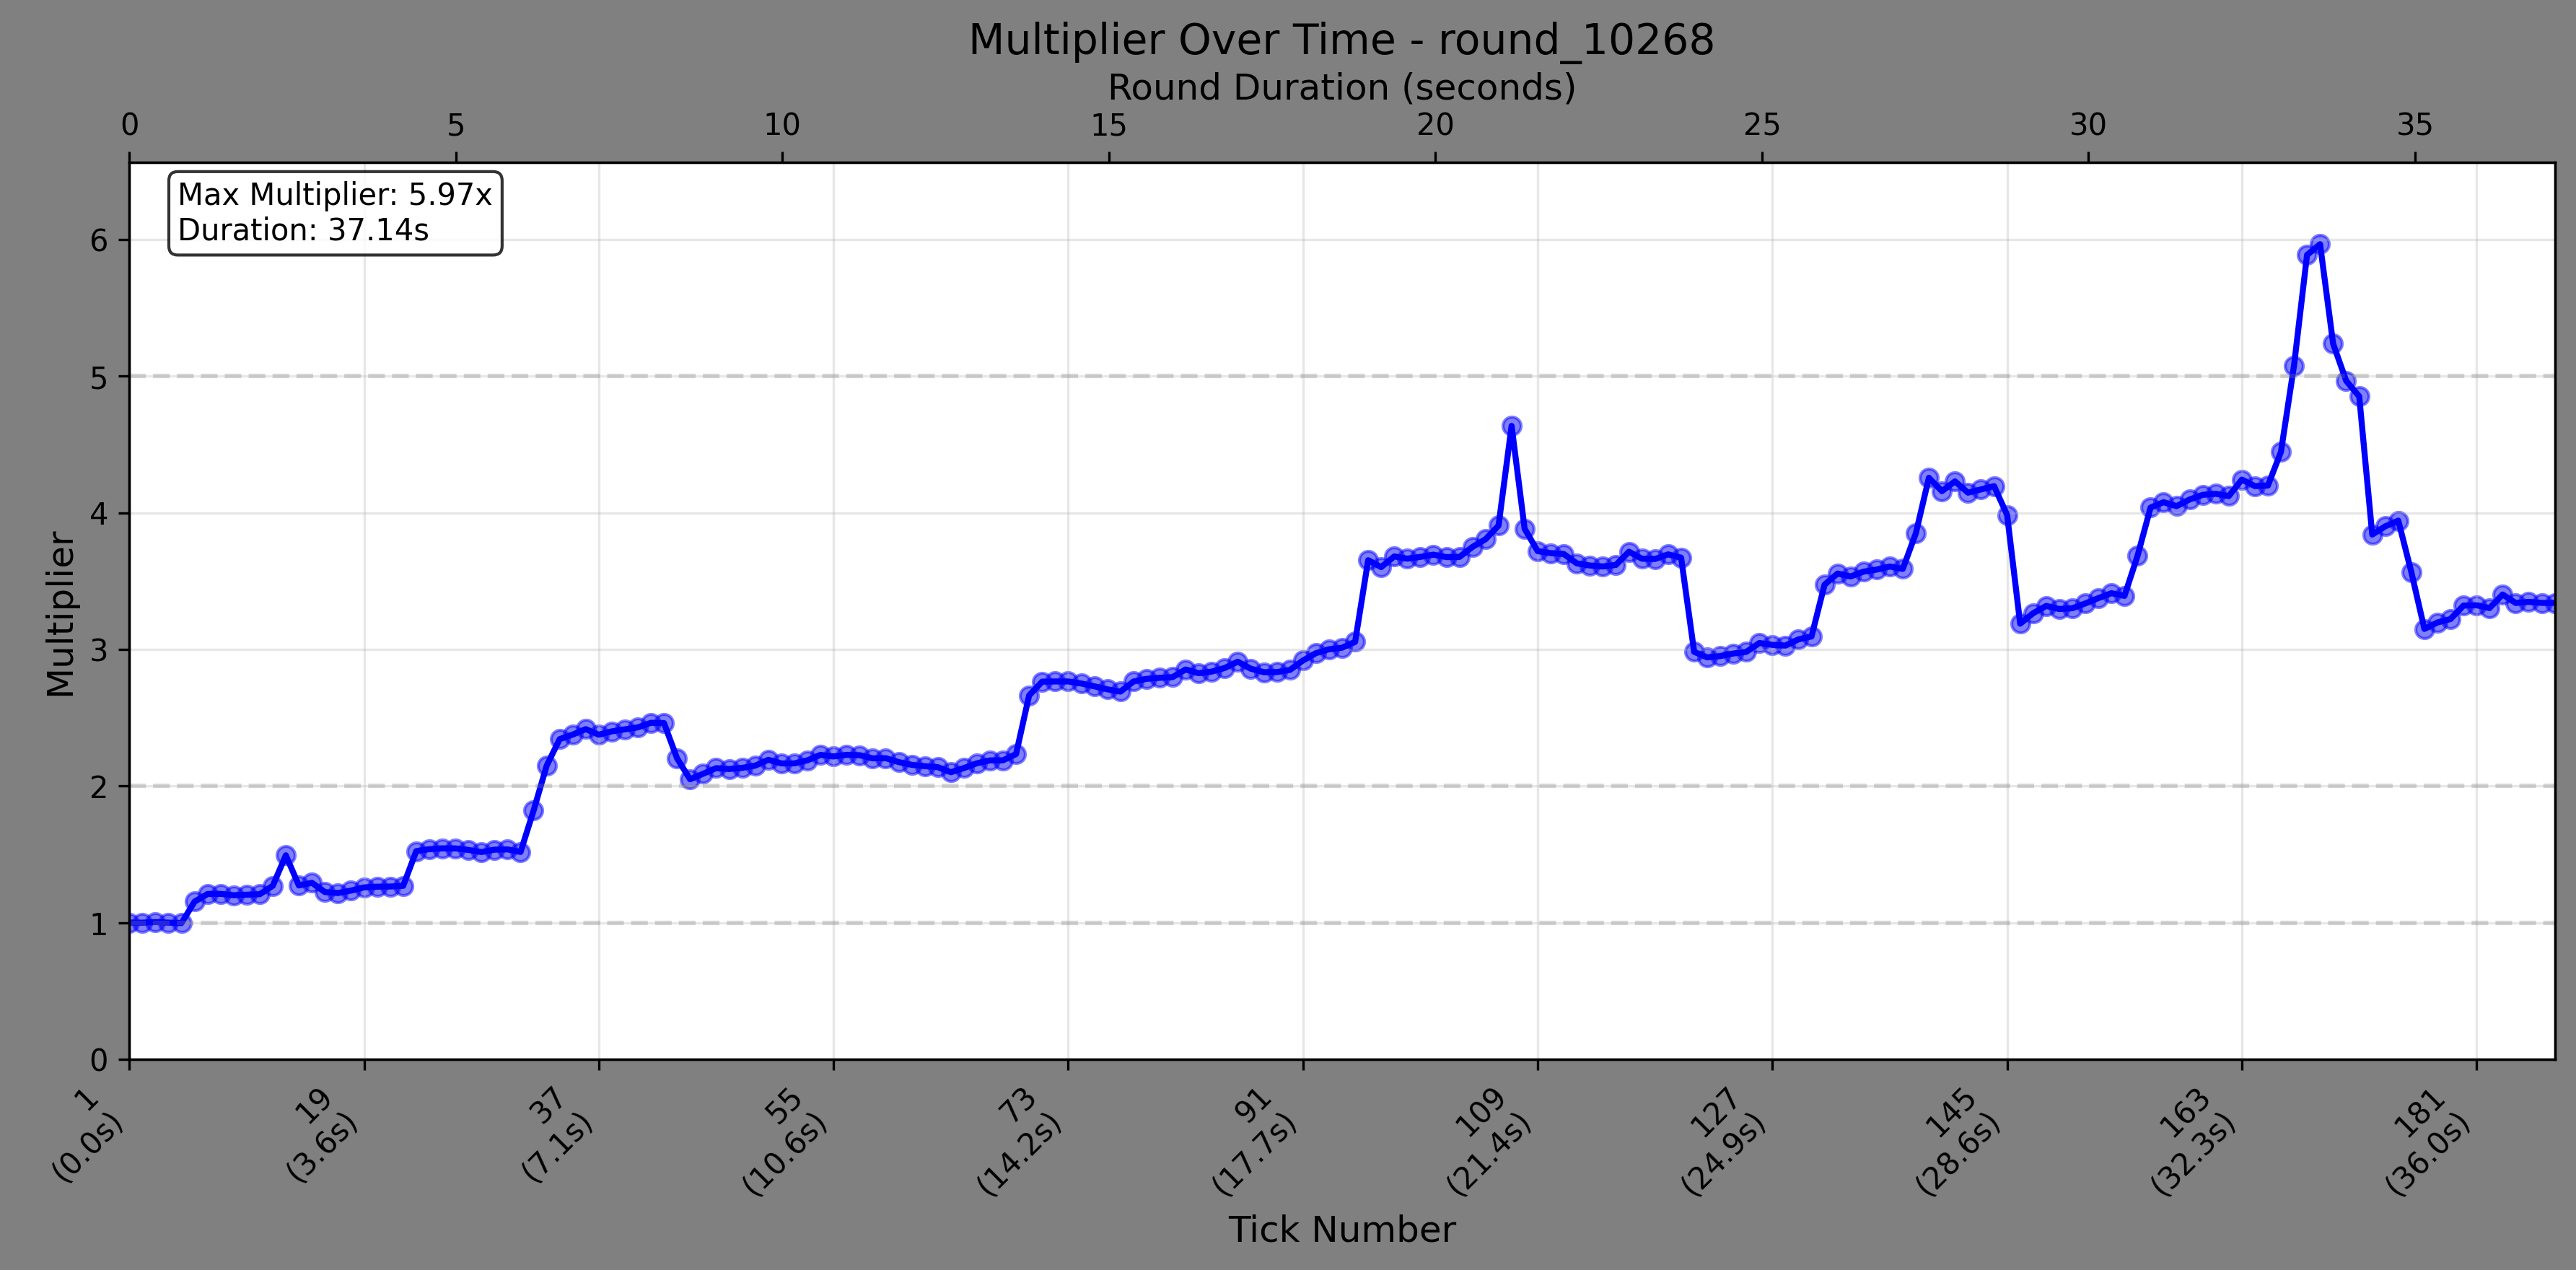 Multiplier Over Time - round_10268
Round Duration (seconds)
0 5 10 15 20 25 30 35
Max Multiplier: 5.97x
Duration: 37.14s
6
5
4
3
2
1
0
Multiplier
1
(0.0s)
19
(3.6s)
37
(7.1s)
55
(10.6s)
73
(14.2s)
91
(17.7s)
109
(21.4s)
127
(24.9s)
145
(28.6s)
163
(32.3s)
181
(36.0s)
Tick Number